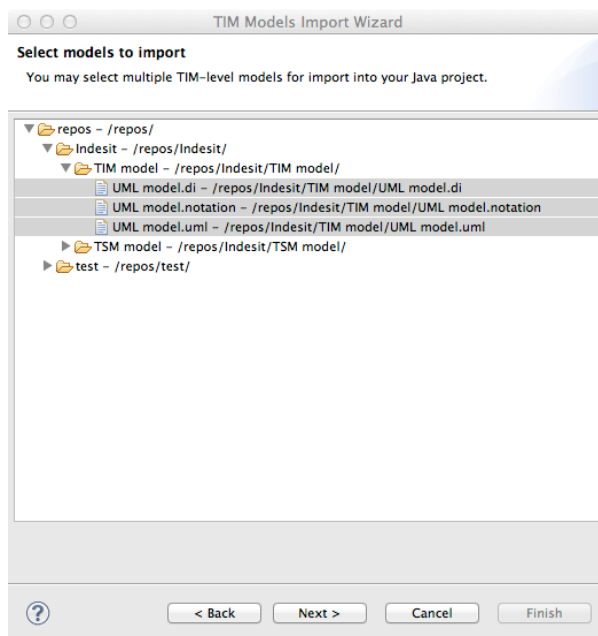 TIM Models Import Wizard
Select models to import
You may select multiple TIM-level models for import into your Java project.
repos – /repos/
Indesit – /repos/Indesit/
TIM model – /repos/Indesit/TIM model/
UML model.di – /repos/Indesit/TIM model/UML model.di
UML model.notation – /repos/Indesit/TIM model/UML model.notation
UML model.uml – /repos/Indesit/TIM model/UML model.uml
TSM model – /repos/Indesit/TSM model/
test – /repos/test/
? < Back Next > Cancel Finish